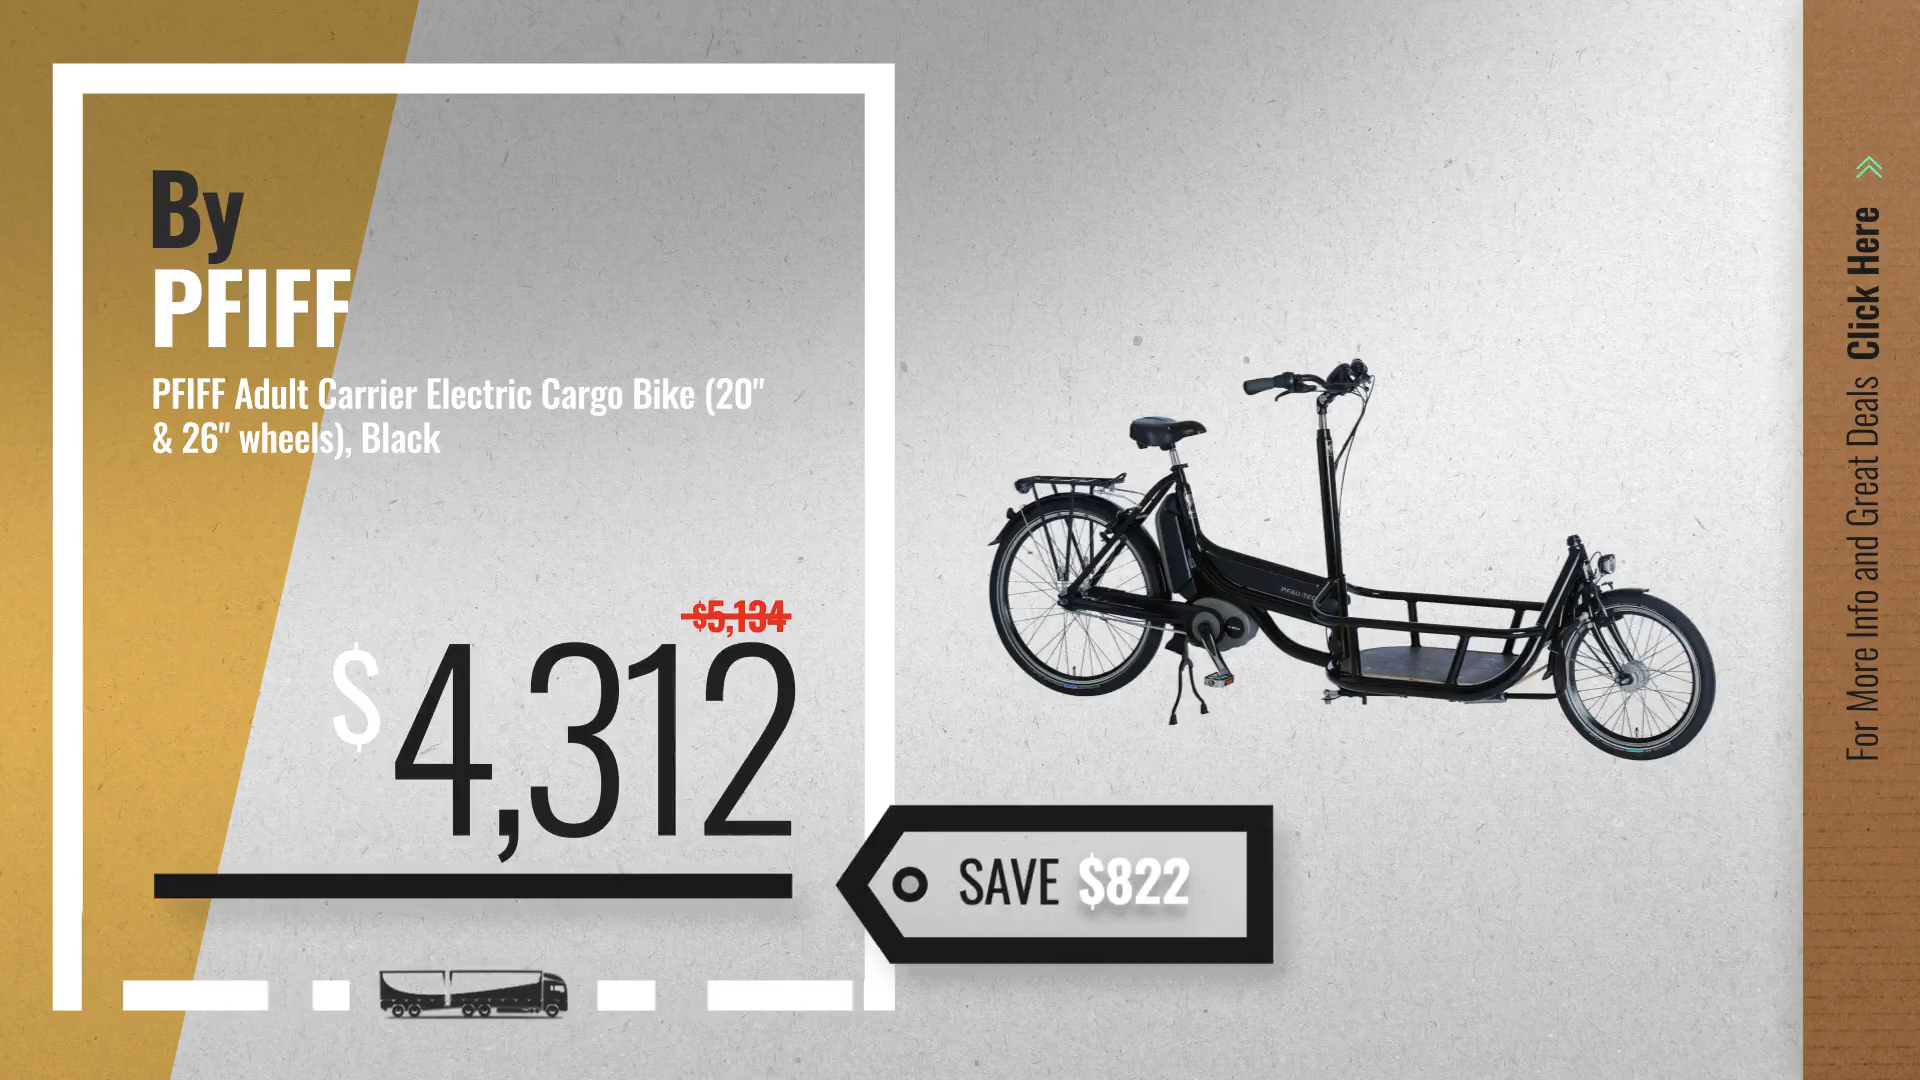 By
PFIFF
PFIFF Adult Carrier Electric Cargo Bike (20"
& 26" wheels), Black
$5,134
$4,312
SAVE $822
For More Info and Great Deals Click Here